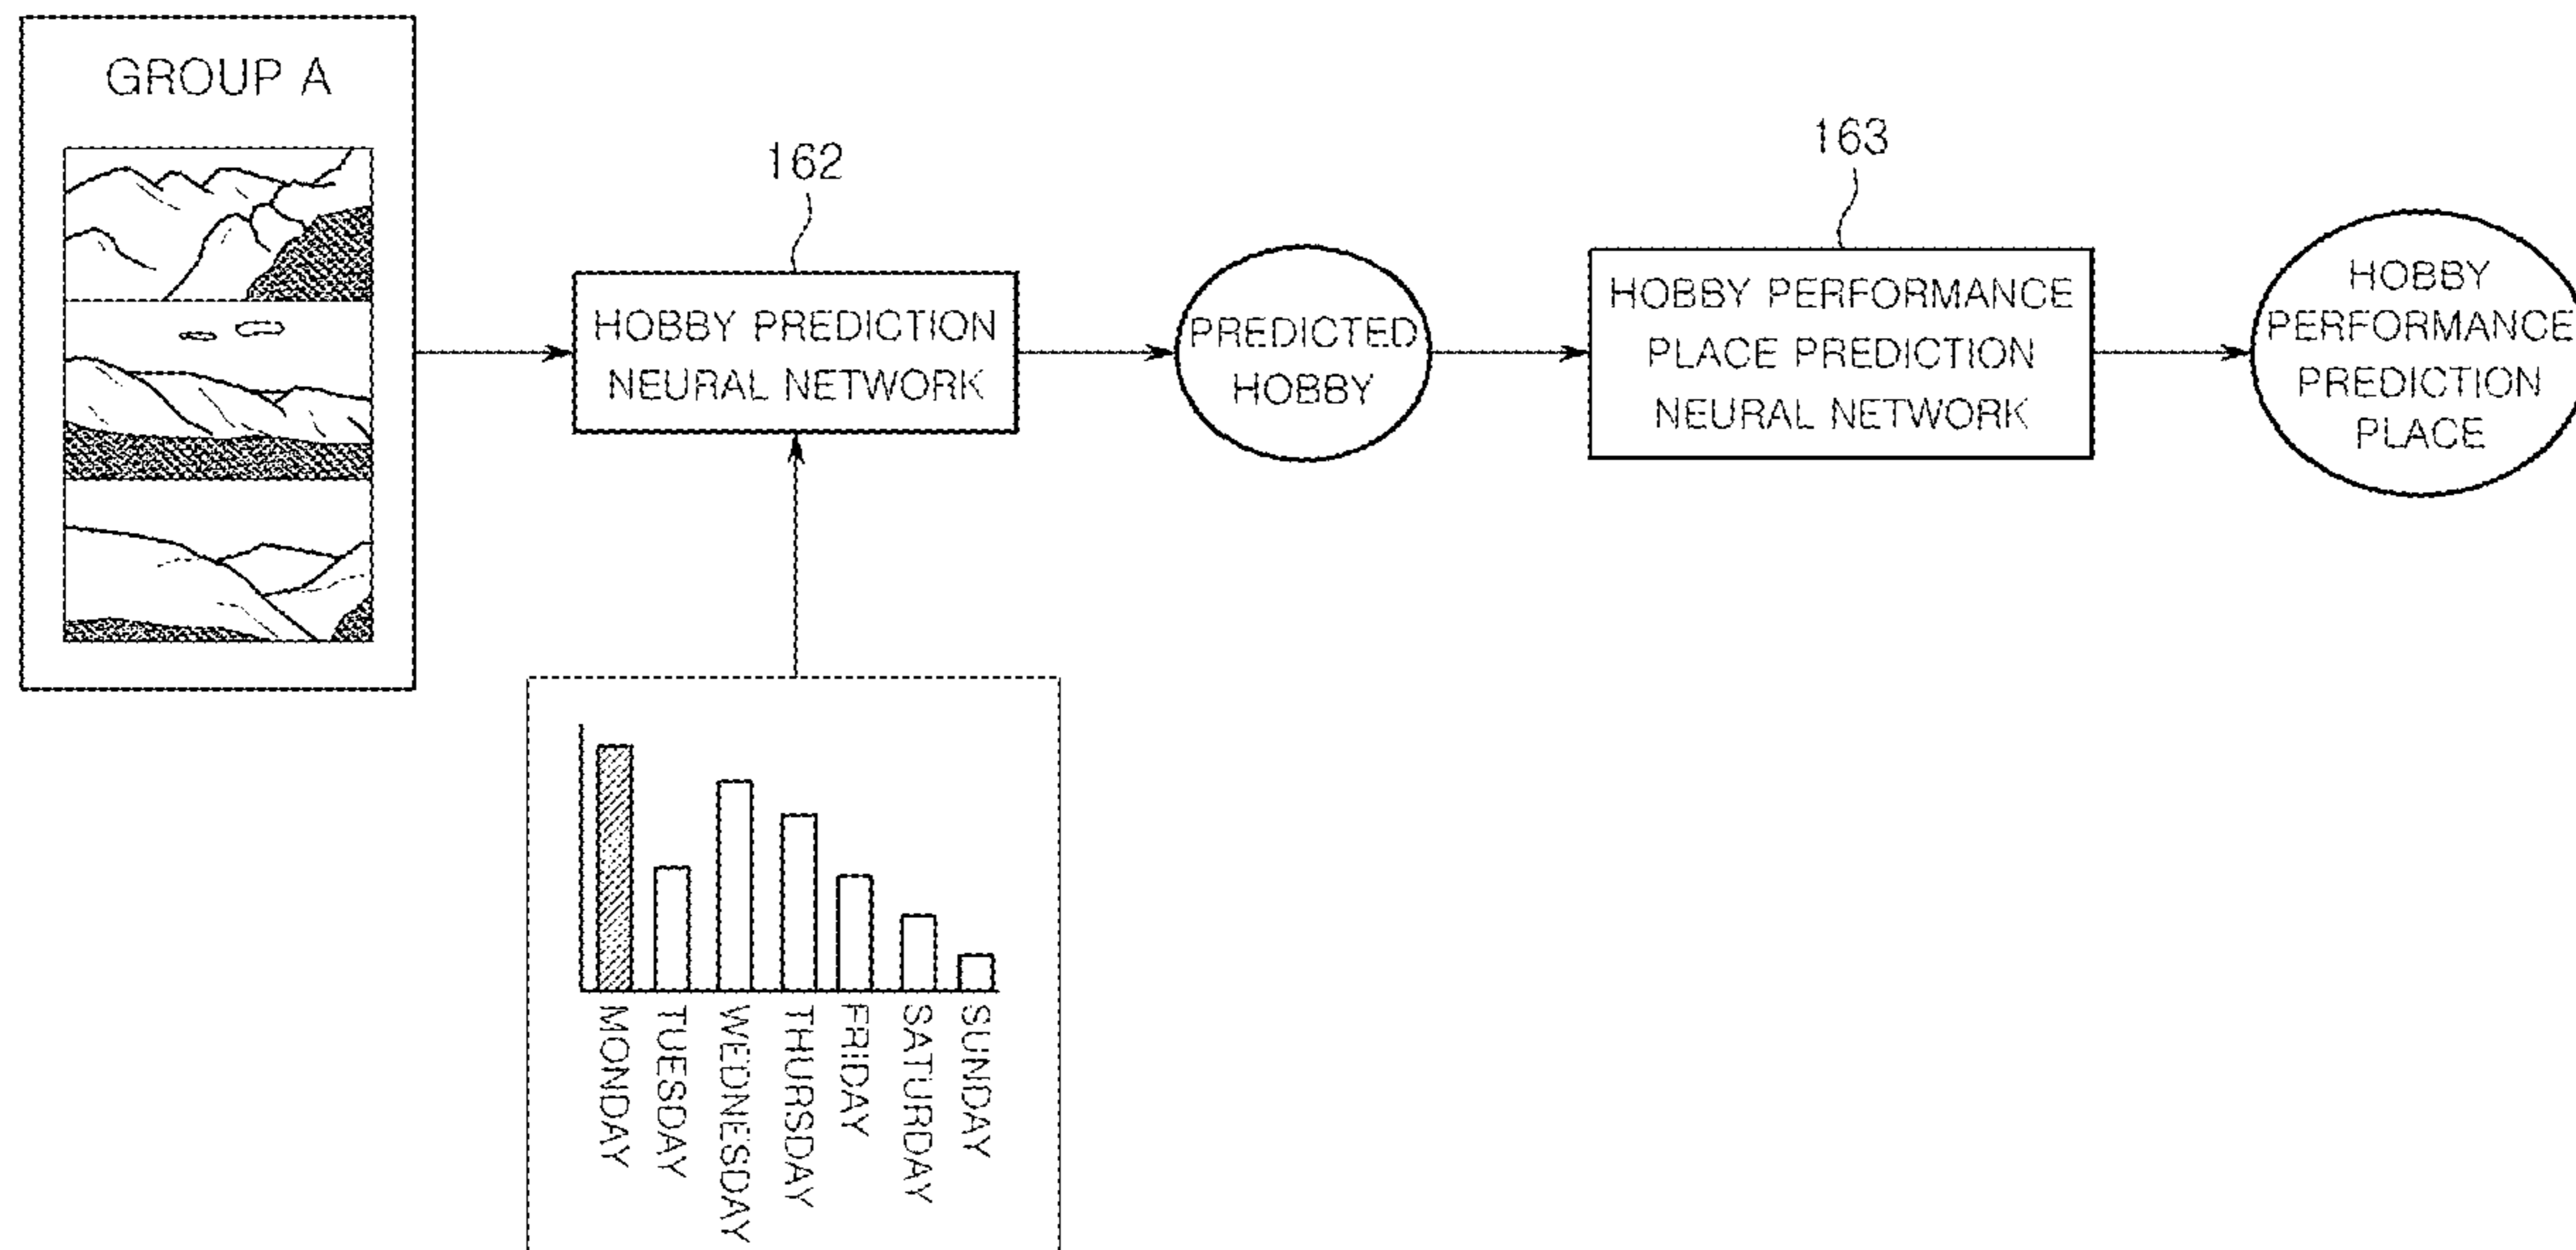 GROUP A
162
HOBBY PREDICTION
NEURAL NETWORK
PREDICTED
HOBBY
163
HOBBY PERFORMANCE
PLACE PREDICTION
NEURAL NETWORK
HOBBY
PERFORMANCE
PREDICTION
PLACE
MONDAY
TUESDAY
WEDNESDAY
THURSDAY
FRIDAY
SATURDAY
SUNDAY